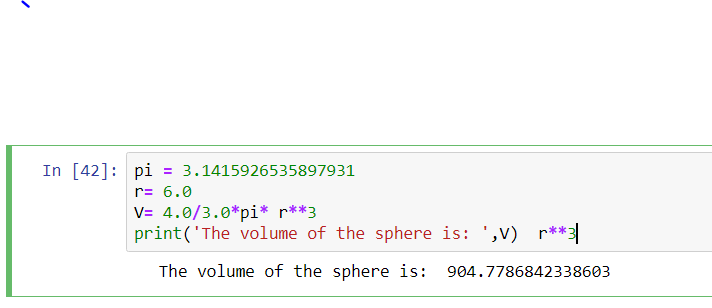 In [42]: pi = 3.1415926535897931
r= 6.0
V= 4.0/3.0*pi* r**3
print('The volume of the sphere is: ',V)  r**3
The volume of the sphere is:  904.7786842338603